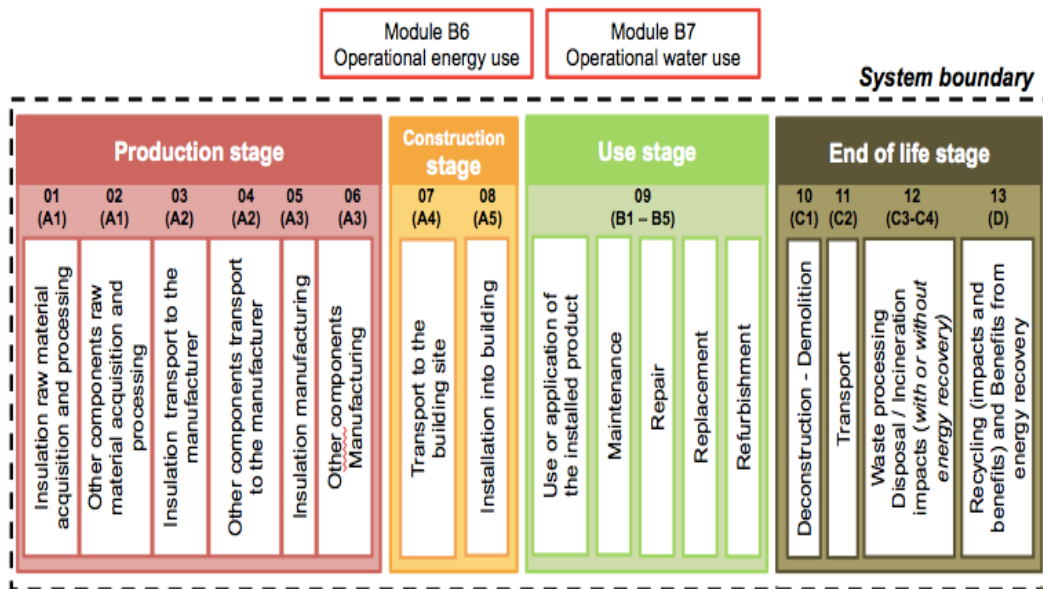 Module B6
Operational energy use
Module B7
Operational water use
System boundary
Production stage
Construction
stage
Use stage
End of life stage
01
(A1)
02
(A1)
03
(A2)
04
(A2)
05
(A3)
06
(A3)
07
(A4)
08
(A5)
09
(B1 – B5)
10
(C1)
11
(C2)
12
(C3-C4)
13
(D)
Insulation raw material
acquisition and processing
Other components raw
material acquisition and
processing
Insulation transport to the
manufacturer
Other components transport
to the manufacturer
Insulation manufacturing
Other components
Manufacturing
Transport to the
building site
Installation into building
Use or application of
the installed product
Maintenance
Repair
Replacement
Refurbishment
Deconstruction - Demolition
Transport
Waste processing
Disposal / Incineration
impacts (with or without
energy recovery)
Recycling (impacts and
benefits) and Benefits from
energy recovery